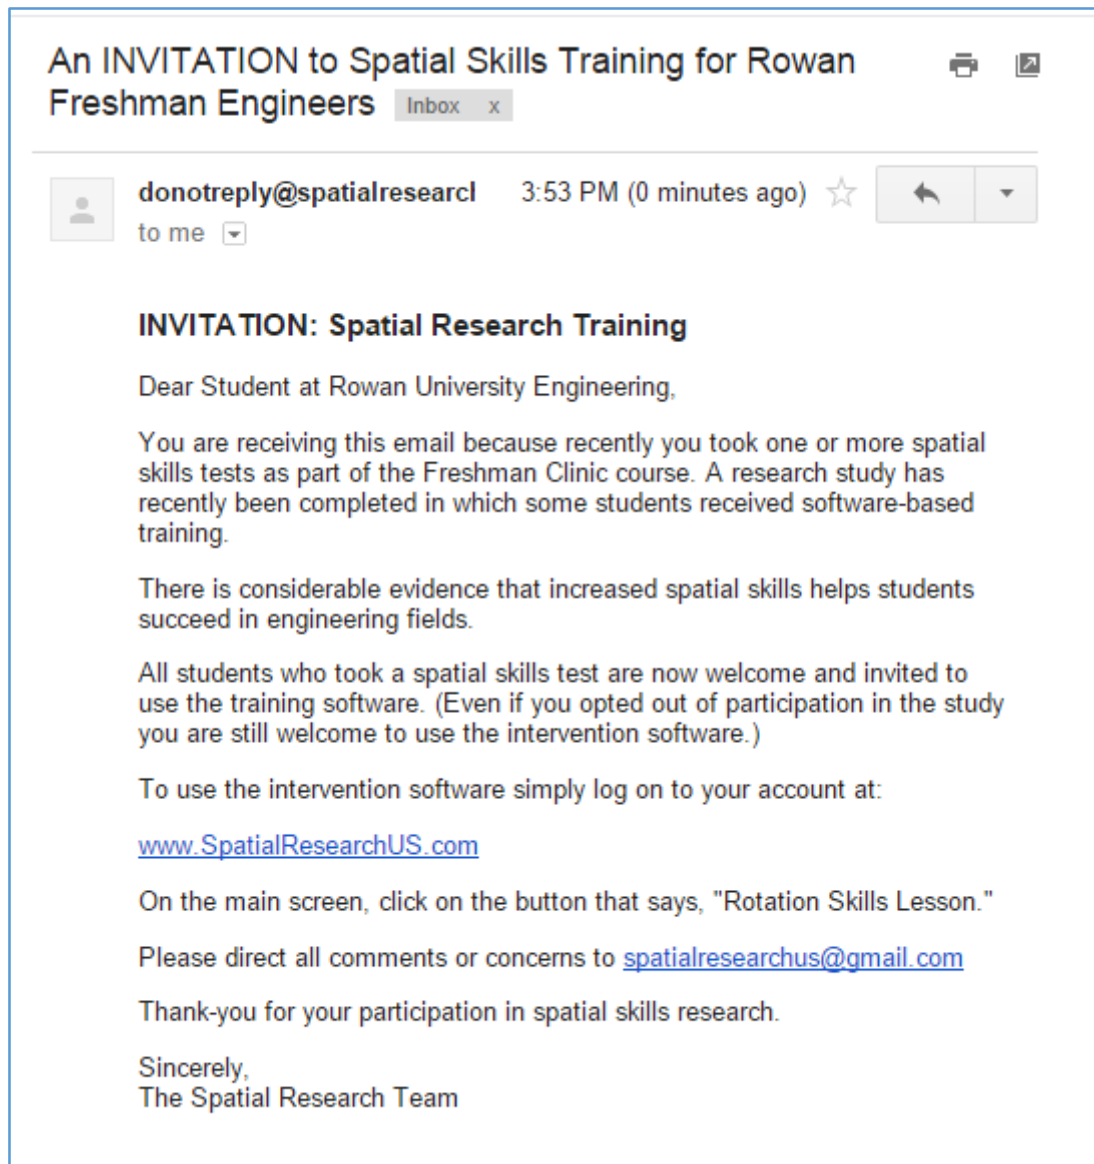 An INVITATION to Spatial Skills Training for Rowan
Freshman Engineers Inbox x
donotreply@spatialresearcl 3:53 PM (0 minutes ago)
to me
INVITATION: Spatial Research Training
Dear Student at Rowan University Engineering,
You are receiving this email because recently you took one or more spatial
skills tests as part of the Freshman Clinic course. A research study has
recently been completed in which some students received software-based
training.
There is considerable evidence that increased spatial skills helps students
succeed in engineering fields.
All students who took a spatial skills test are now welcome and invited to
use the training software. (Even if you opted out of participation in the study
you are still welcome to use the intervention software.)
To use the intervention software simply log on to your account at:
www.SpatialResearchUS.com
On the main screen, click on the button that says, "Rotation Skills Lesson."
Please direct all comments or concerns to spatialresearchus@gmail.com
Thank-you for your participation in spatial skills research.
Sincerely,
The Spatial Research Team